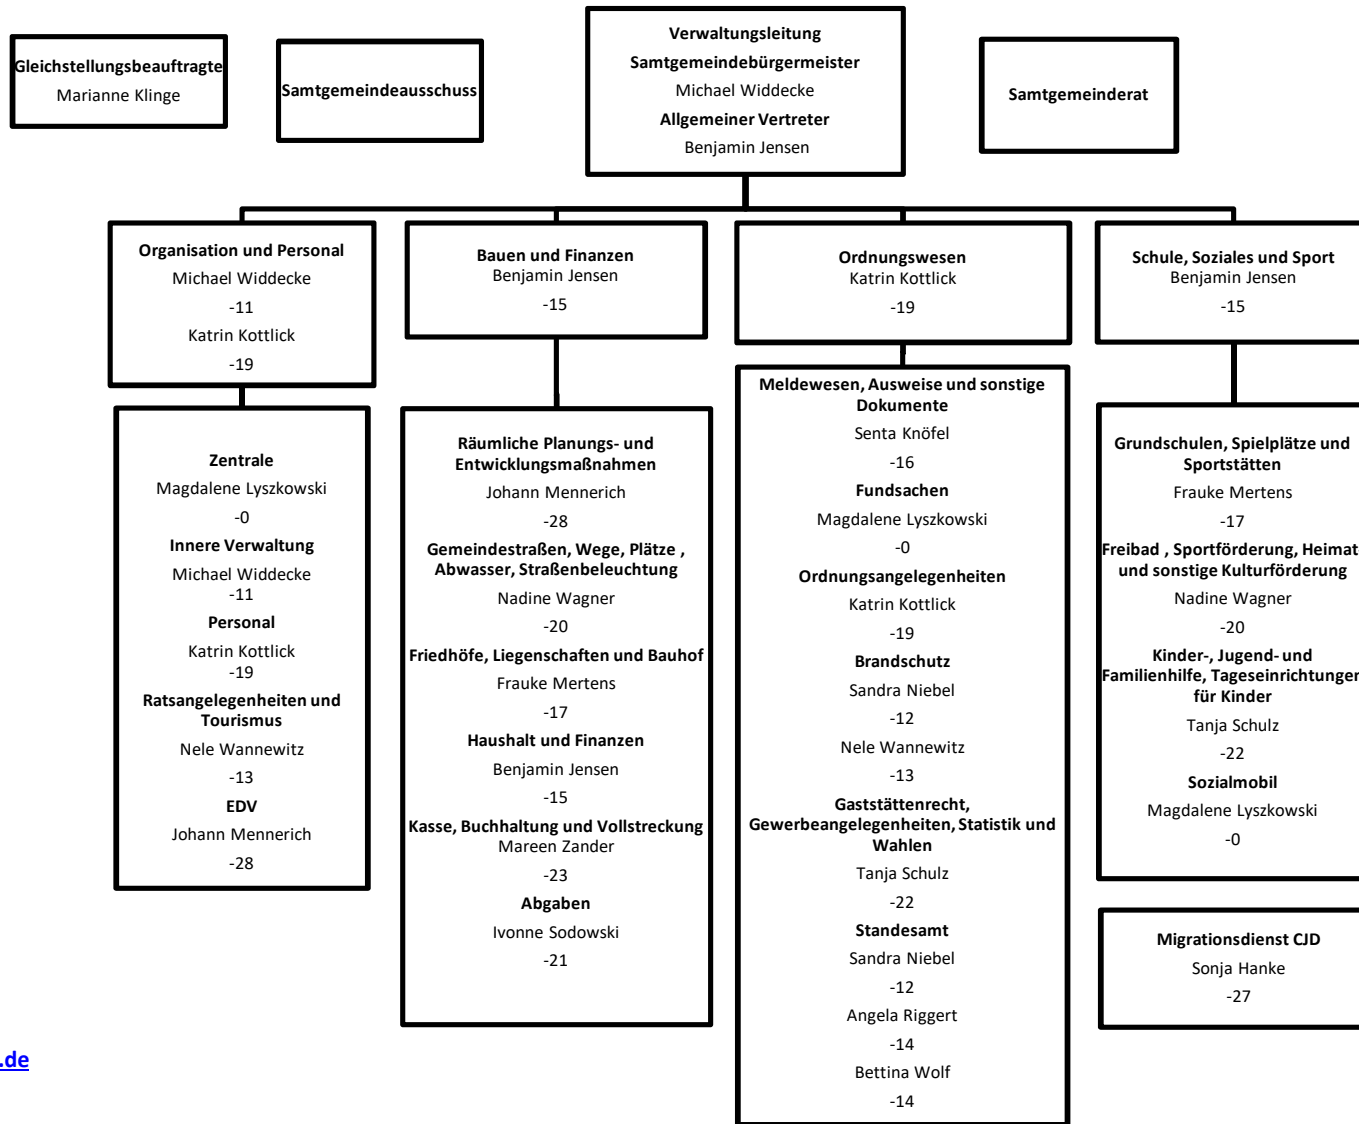 Gleichstellungsbeauftragte
Marianne Klinge
Samtgemeindeausschuss
Verwaltungsleitung
Samtgemeindebürgermeister
Michael Widdecke
Allgemeiner Vertreter
Benjamin Jensen
Samtgemeinderat
Organisation und Personal
Michael Widdecke
-11
Katrin Kottlick
-19
Bauen und Finanzen
Benjamin Jensen
-15
Ordnungswesen
Katrin Kottlick
-19
Schule, Soziales und Sport
Benjamin Jensen
-15
Zentrale
Magdalene Lyszkowski
-0
Innere Verwaltung
Michael Widdecke
-11
Personal
Katrin Kottlick
-19
Ratsangelegenheiten und
Tourismus
Nele Wannewitz
-13
EDV
Johann Mennerich
-28
Räumliche Planungs- und
Entwicklungsmaßnahmen
Johann Mennerich
-28
Gemeindestraßen, Wege, Plätze ,
Abwasser, Straßenbeleuchtung
Nadine Wagner
-20
Friedhöfe, Liegenschaften und Bauhof
Frauke Mertens
-17
Haushalt und Finanzen
Benjamin Jensen
-15
Kasse, Buchhaltung und Vollstreckung
Mareen Zander
-23
Abgaben
Ivonne Sodowski
-21
Meldewesen, Ausweise und sonstige
Dokumente
Senta Knöfel
-16
Fundsachen
Magdalene Lyszkowski
-0
Ordnungsangelegenheiten
Katrin Kottlick
-19
Brandschutz
Sandra Niebel
-12
Nele Wannewitz
-13
Gaststättenrecht,
Gewerbeangelegenheiten, Statistik und
Wahlen
Tanja Schulz
-22
Standesamt
Sandra Niebel
-12
Angela Riggert
-14
Bettina Wolf
-14
Grundschulen, Spielplätze und
Sportstätten
Frauke Mertens
-17
Freibad , Sportförderung, Heimat-
und sonstige Kulturförderung
Nadine Wagner
-20
Kinder-, Jugend- und
Familienhilfe, Tageseinrichtungen
für Kinder
Tanja Schulz
-22
Sozialmobil
Magdalene Lyszkowski
-0
Migrationsdienst CJD
Sonja Hanke
-27
.de